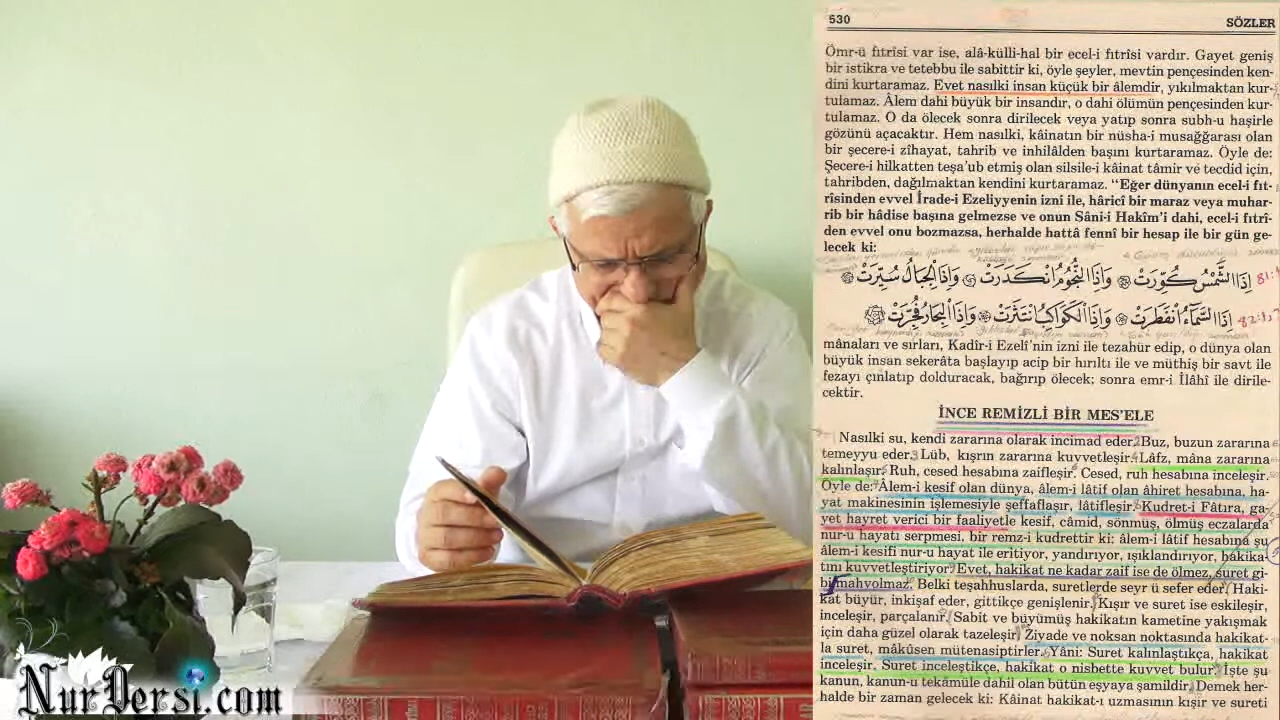 530 SÖZLER
Ömr-ü fıtrîsi var ise, alâ-külli-hal bir ecel-i fıtrîsi vardır. Gayet geniş
bir istikra ve tetebbu ile sabittir ki, öyle şeyler, mevtin pençesinden ken-
dini kurtaramaz. Evet nasılki insan küçük bir âlemdir, yıkılmaktan kur-
tulamaz. Âlem dahi büyük bir insandır, o dahi ölümün pençesinden kur-
tulamaz. O da ölecek sonra dirilecek veya yatıp sonra subh-u haşirle
gözünü açacaktır. Hem nasılki, kâinatın bir nüsha-i musağğarası olan
bir şecere-i zîhayat, tahrib ve inhilâlden başını kurtaramaz. Öyle de:
Şecere-i hilkatten teşa'ub etmiş olan silsile-i kâinat tâmir ve tecdid için,
tahribden, dağılmaktan kendini kurtaramaz. "Eğer dünyanın ecel-i fıt-
rîsinden evvel İrade-i Ezeliyyenin izni ile, hâricî bir maraz veya muhar-
rib bir hâdise başına gelmezse ve onun Sâni-i Hakîm'i dahi, ecel-i fıtrî-
den evvel onu bozmazsa, herhalde hattâ fennî bir hesap ile bir gün ge-
lecek ki:
اِذَا الشَّمْسُ كُوِّرَتْ ۞ وَاِذَا النُّجُومُ انْكَدَرَتْ ۞ وَاِذَا الْجِبَالُ سُيِّرَتْ ۞
اِذَا السَّمَاءُ انْفَطَرَتْ ۞ وَاِذَا الْكَوَاكِبُ انْتَثَرَتْ ۞ وَاِذَا الْبِحَارُ فُجِّرَتْ ۞
mânaları ve sırları, Kadîr-i Ezelî'nin izni ile tezahür edip, o dünya olan
büyük insan sekerâta başlayıp acip bir hırıltı ile ve müthiş bir savt ile
fezayı çınlatıp dolduracak, bağırıp ölecek; sonra emr-i İlâhî ile dirile-
cektir.
İNCE REMİZLİ BİR MES'ELE
Nasılki su, kendi zararına olarak incimad eder. Buz, buzun zararına
temeyyu eder. Lüb, kışrın zararına kuvvetleşir. Lâfz, mâna zararına
kalınlaşır. Ruh, cesed hesabına zaifleşir. Cesed, ruh hesabına inceleşir.
Öyle de: Âlem-i kesif olan dünya, âlem-i lâtif olan âhiret hesabına, ha-
yat makinesinin işlemesiyle şeffaflaşır, lâtifleşir. Kudret-i Fâtıra, ga-
yet hayret verici bir faaliyetle kesif, câmid, sönmüş, ölmüş eczalarda
nur-u hayatı serpmesi, bir remz-i kudrettir ki: âlem-i lâtif hesabına şu
âlem-i kesifi nur-u hayat ile eritiyor, yandırıyor, ışıklandırıyor, hakika-
tını kuvvetleştiriyor. Evet, hakikat ne kadar zaif ise de ölmez, suret gi-
bi mahvolmaz. Belki teşahhuslarda, suretlerde seyr ü sefer eder. Haki-
kat büyür, inkişaf eder, gittikçe genişlenir. Kışır ve suret ise eskileşir,
inceleşir, parçalanır. Sabit ve büyümüş hakikatın kametine yakışmak
için daha güzel olarak tazeleşir. Ziyade ve noksan noktasında hakikat-
la suret, mâkûsen mütenasiptirler. Yâni: Suret kalınlaştıkça, hakikat
inceleşir. Suret inceleştikçe, hakikat o nisbette kuvvet bulur. İşte şu
kanun, kanun-u tekâmüle dahil olan bütün eşyaya şamildir. Demek her-
halde bir zaman gelecek ki: Kâinat hakikat-ı uzmasının kışır ve sureti
NurDersi.com